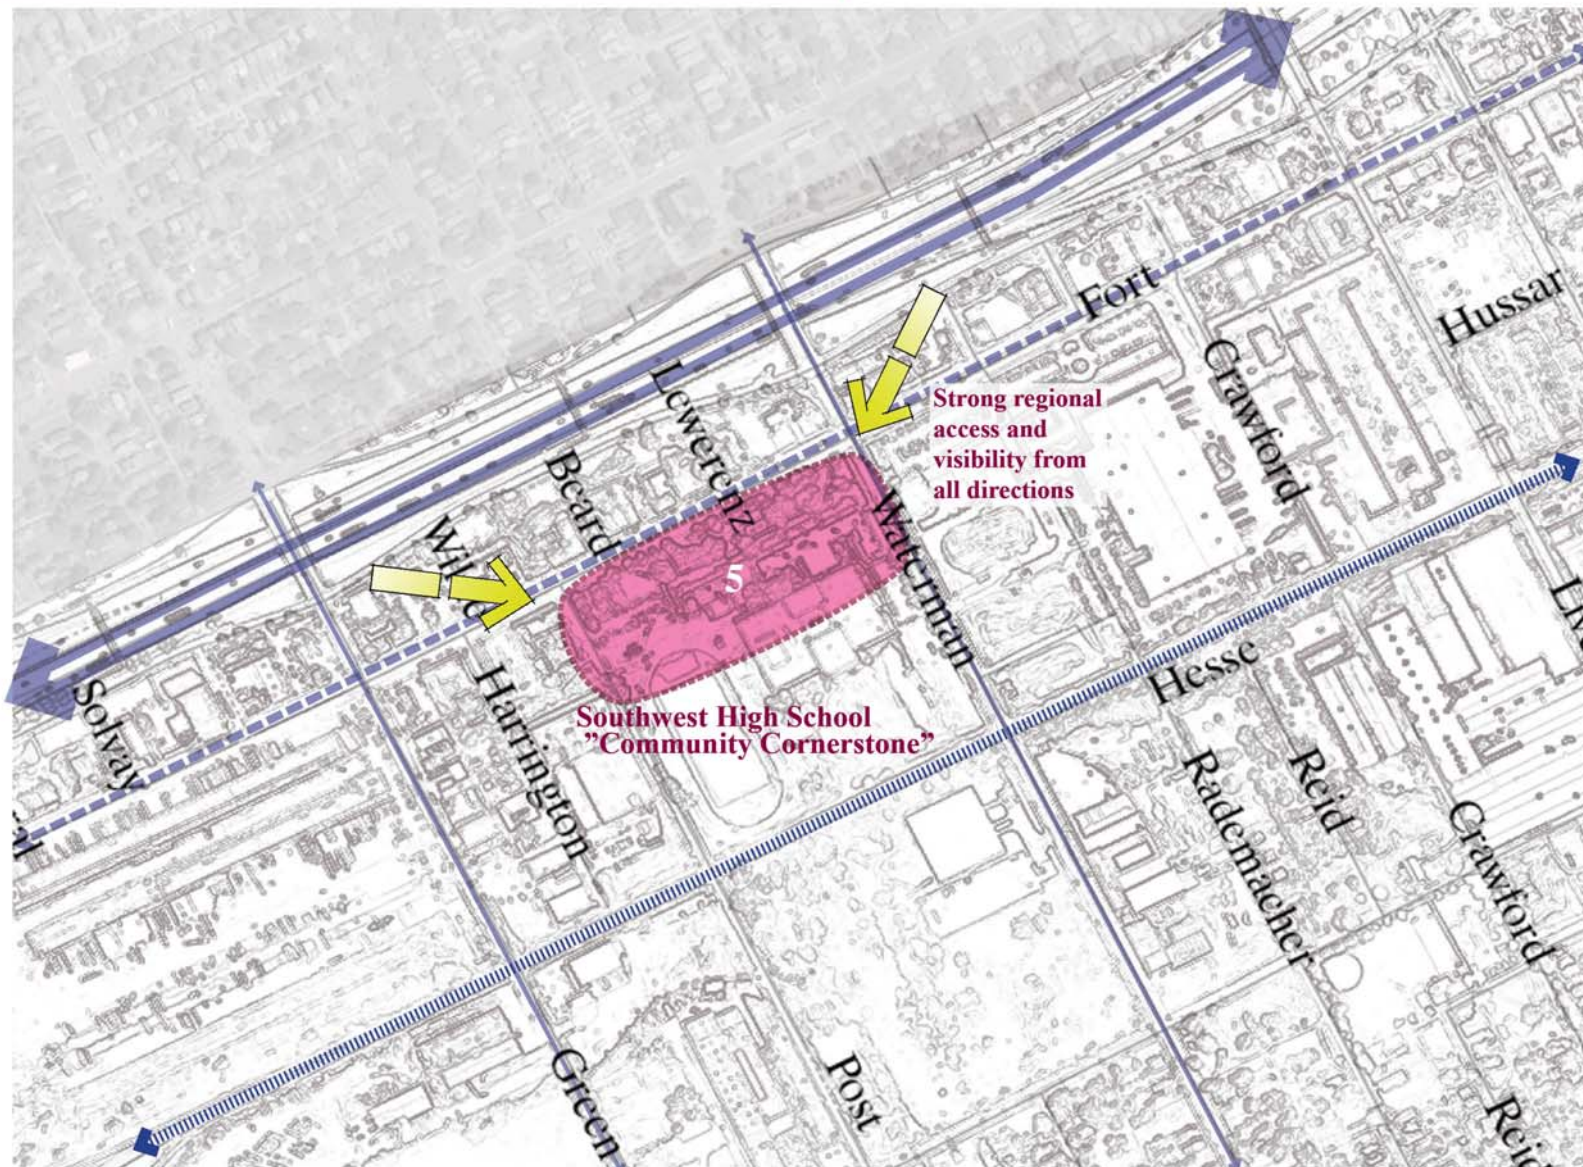 Fort
Hussar
Crawford
Lewerenz
Strong regional
access and
visibility from
all directions
Beard
Waterman
5
Hesse
Solvay
Harrington
Southwest High School
”Community Cornerstone”
Rademacher
Reid
Crawford
Green
Post
Reid